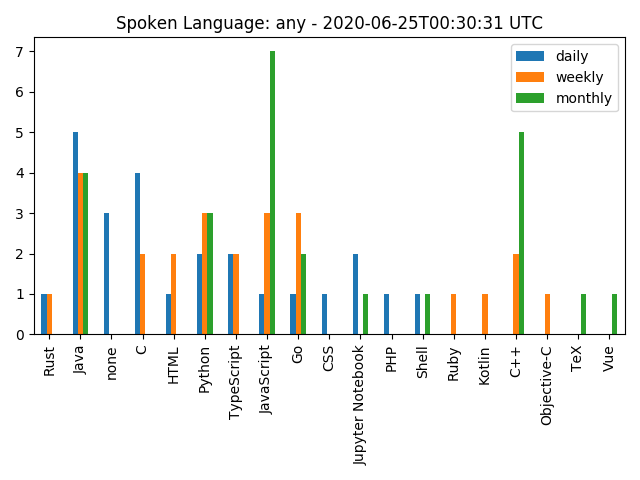 Spoken Language: any - 2020-06-25T00:30:31 UTC
daily
weekly
monthly
7
6
5
4
3
2
1
0
Rust
Java
none
C
HTML
Python
TypeScript
JavaScript
Go
CSS
Jupyter Notebook
PHP
Shell
Ruby
Kotlin
C++
Objective-C
TeX
Vue